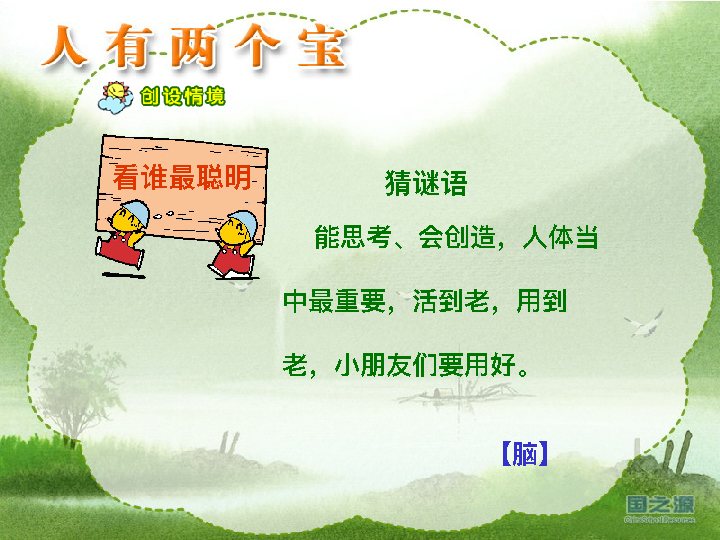 人有两个宝
创设情境
看谁最聪明
猜谜语
能思考、会创造，人体当
中最重要，活到老，用到
老，小朋友们要用好。
【脑】
国之源